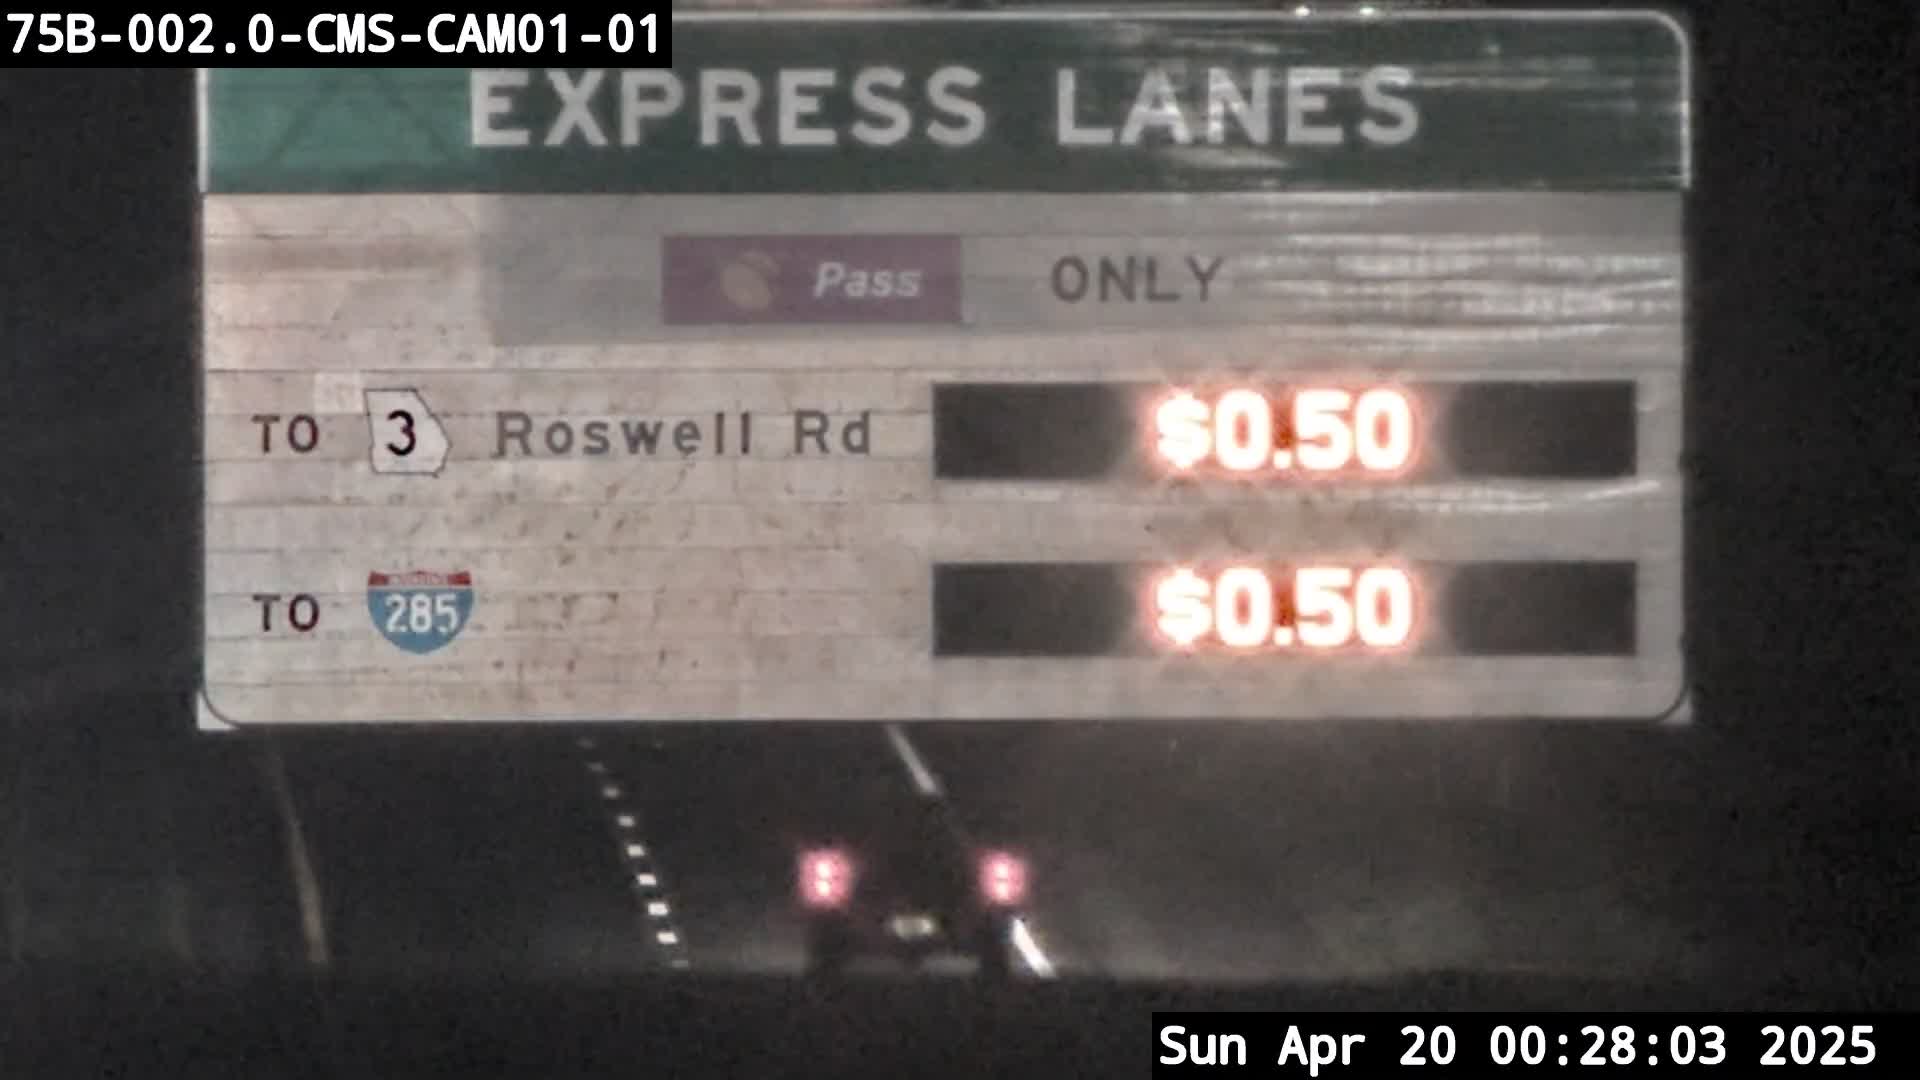 75B-002.0-CMS-CAM01-01
EXPRESS LANES
Pass ONLY
TO 3 Roswell Rd $0.50
TO 285 $0.50
Sun Apr 20 00:28:03 2025